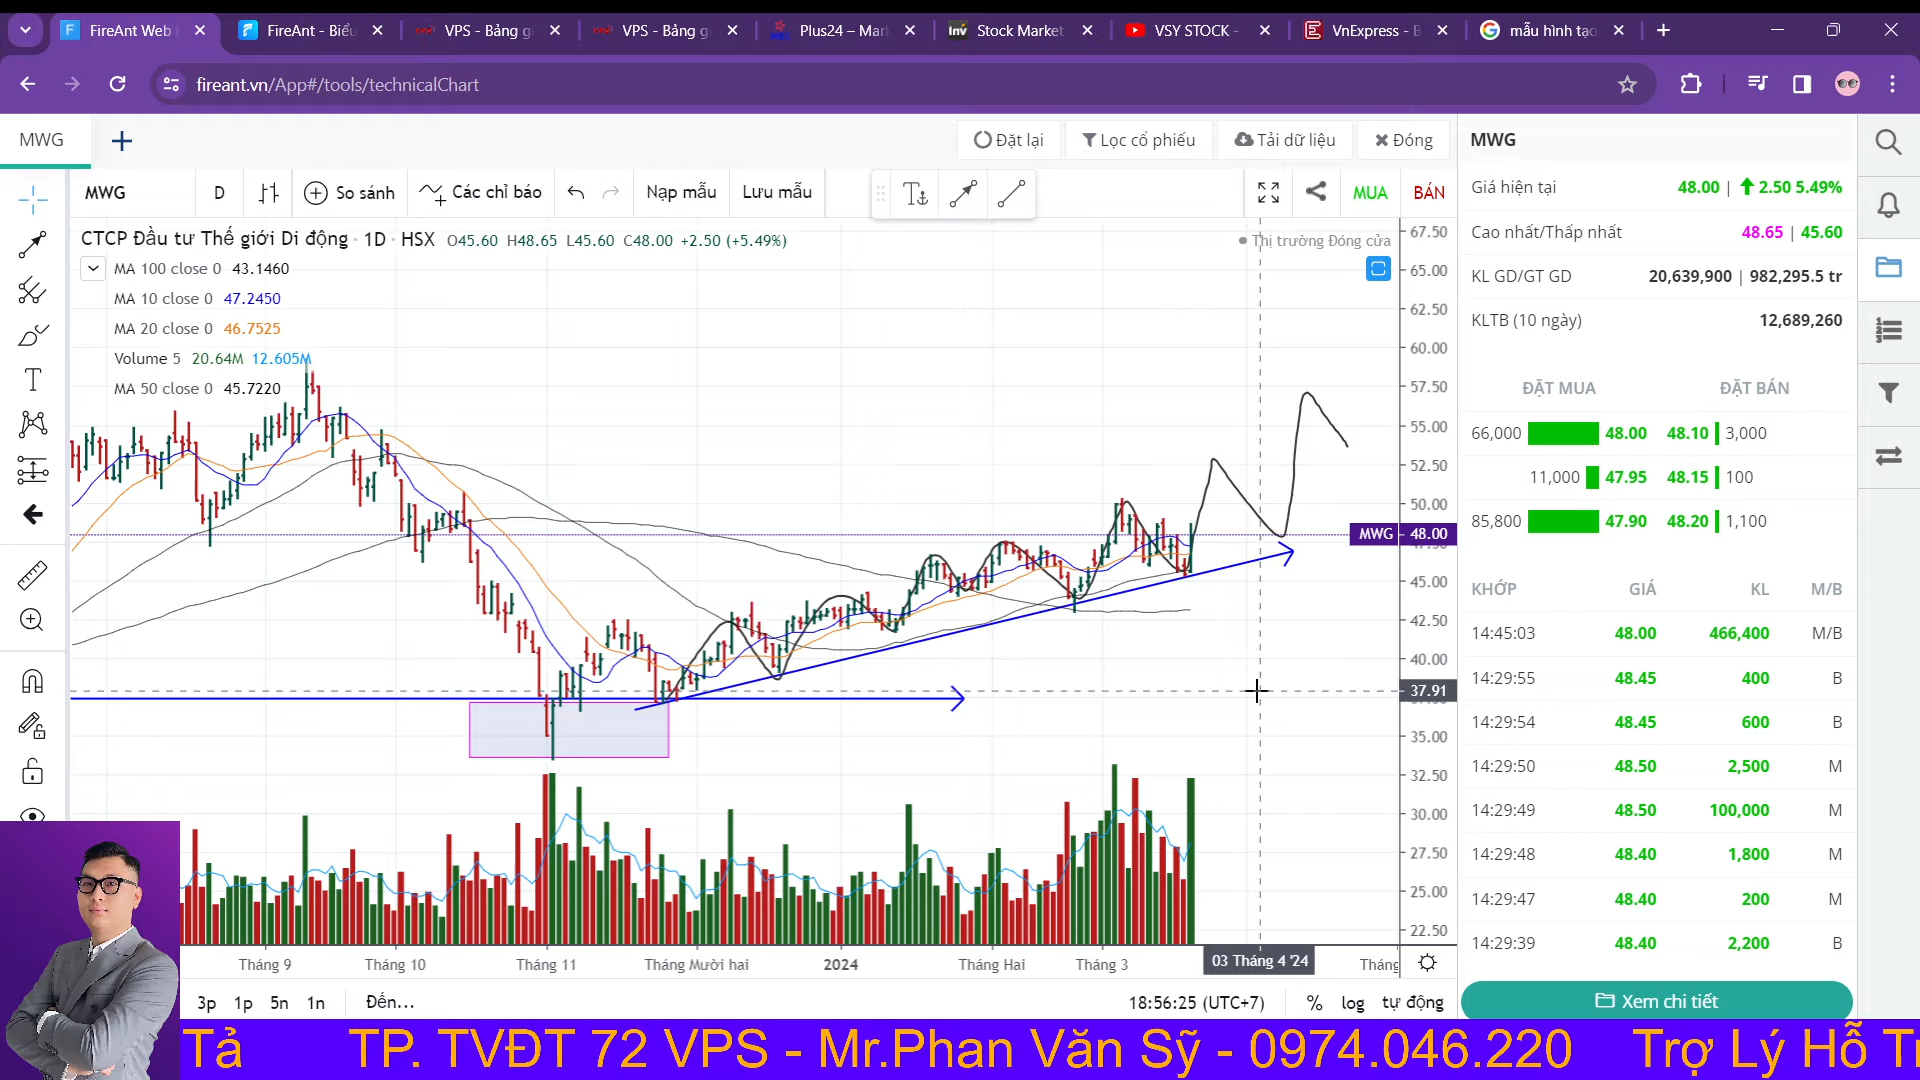 FireAnt Web
FireAnt - Biểu
VPS - Bảng g
VPS - Bảng g
Plus24 – Mar
Stock Market
VSY STOCK -
VnExpress - B
mẫu hình tạo
fireant.vn/App#/tools/technicalChart
MWG
Đặt lại
Lọc cổ phiếu
Tải dữ liệu
Đóng
MWG
D
So sánh
Các chỉ báo
Nạp mẫu
Lưu mẫu
MUA
BÁN
CTCP Đầu tư Thế giới Di động · 1D · HSX O45.60 H48.65 L45.60 C48.00 +2.50 (+5.49%)
Thị trường Đóng cửa
MA 100 close 0 43.1460
MA 10 close 0 47.2450
MA 20 close 0 46.7525
Volume 5 20.64M 12.605M
MA 50 close 0 45.7220
67.50
65.00
62.50
60.00
57.50
55.00
52.50
50.00
MWG 48.00
45.00
42.50
40.00
37.91
35.00
32.50
30.00
27.50
25.00
22.50
Tháng 9
Tháng 10
Tháng 11
Tháng Mười hai
2024
Tháng Hai
Tháng 3
03 Tháng 4 '24
Tháng
3p 1p 5n 1n Đến...
18:56:25 (UTC+7) % log tự động
MWG
Giá hiện tại 48.00 | 2.50 5.49%
Cao nhất/Thấp nhất 48.65 | 45.60
KL GD/GT GD 20,639,900 | 982,295.5 tr
KLTB (10 ngày) 12,689,260
ĐẶT MUA ĐẶT BÁN
66,000 48.00 48.10 3,000
11,000 47.95 48.15 100
85,800 47.90 48.20 1,100
KHỚP GIÁ KL M/B
14:45:03 48.00 466,400 M/B
14:29:55 48.45 400 B
14:29:54 48.45 600 B
14:29:50 48.50 2,500 M
14:29:49 48.50 100,000 M
14:29:48 48.40 1,800 M
14:29:47 48.40 200 M
14:29:39 48.40 2,200 B
Xem chi tiết
Tả TP. TVĐT 72 VPS - Mr.Phan Văn Sỹ - 0974.046.220 Trợ Lý Hỗ Tr